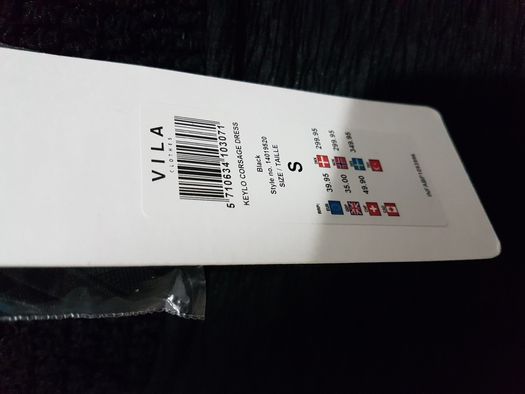 VILA
CLOTHES
5 710634 103071
KEYLO CORSAGE DRESS
Black
Style no. 14019520
SIZE / TAILLE
S
39.95 299.95
35.00 299.95
49.90 349.95